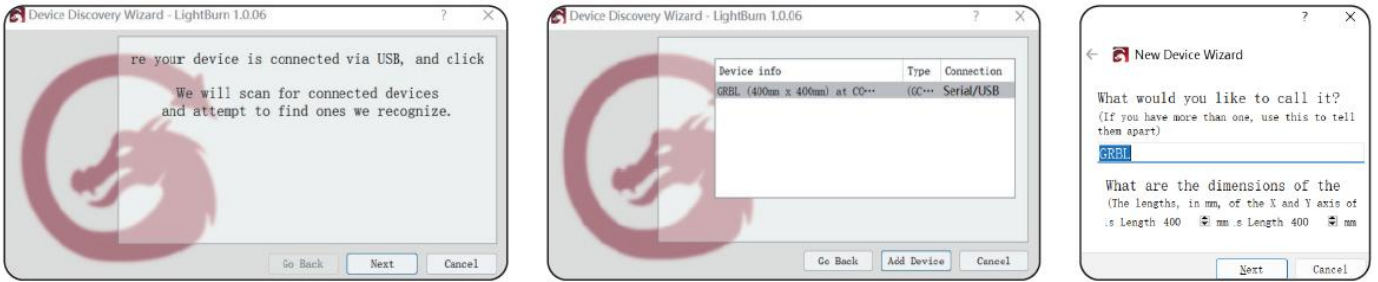 Device Discovery Wizard - LightBurn 1.0.06 ? ×
re your device is connected via USB, and click
We will scan for connected devices
and attempt to find ones we recognize.
Go Back Next Cancel
Device Discovery Wizard - LightBurn 1.0.06 ? ×
Device info Type Connection
GRBL (400mm x 400mm) at CO··· (GC··· Serial/USB
Go Back Add Device Cancel
? ×
← New Device Wizard
What would you like to call it?
(If you have more than one, use this to tell
them apart)
GRBL
What are the dimensions of the
(The lengths, in mm, of the X and Y axis of
.s Length 400 mm .s Length 400 mm
Next Cancel